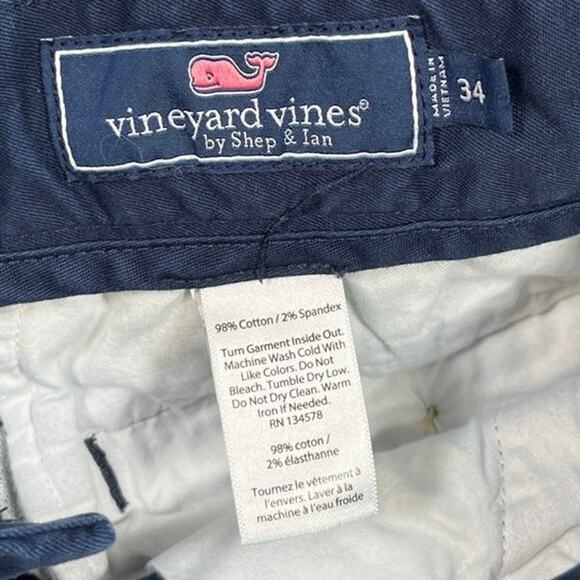 vineyard vines®
by Shep & Ian
MADE IN
VIETNAM
34
98% Cotton / 2% Spandex
Turn Garment Inside Out.
Machine Wash Cold With
Like Colors. Do Not
Bleach. Tumble Dry Low.
Do Not Dry Clean. Warm
Iron If Needed.
RN 134578
98% coton /
2% élasthanne
Tournez le vêtement à
l'envers. Laver à la
machine à l'eau froide